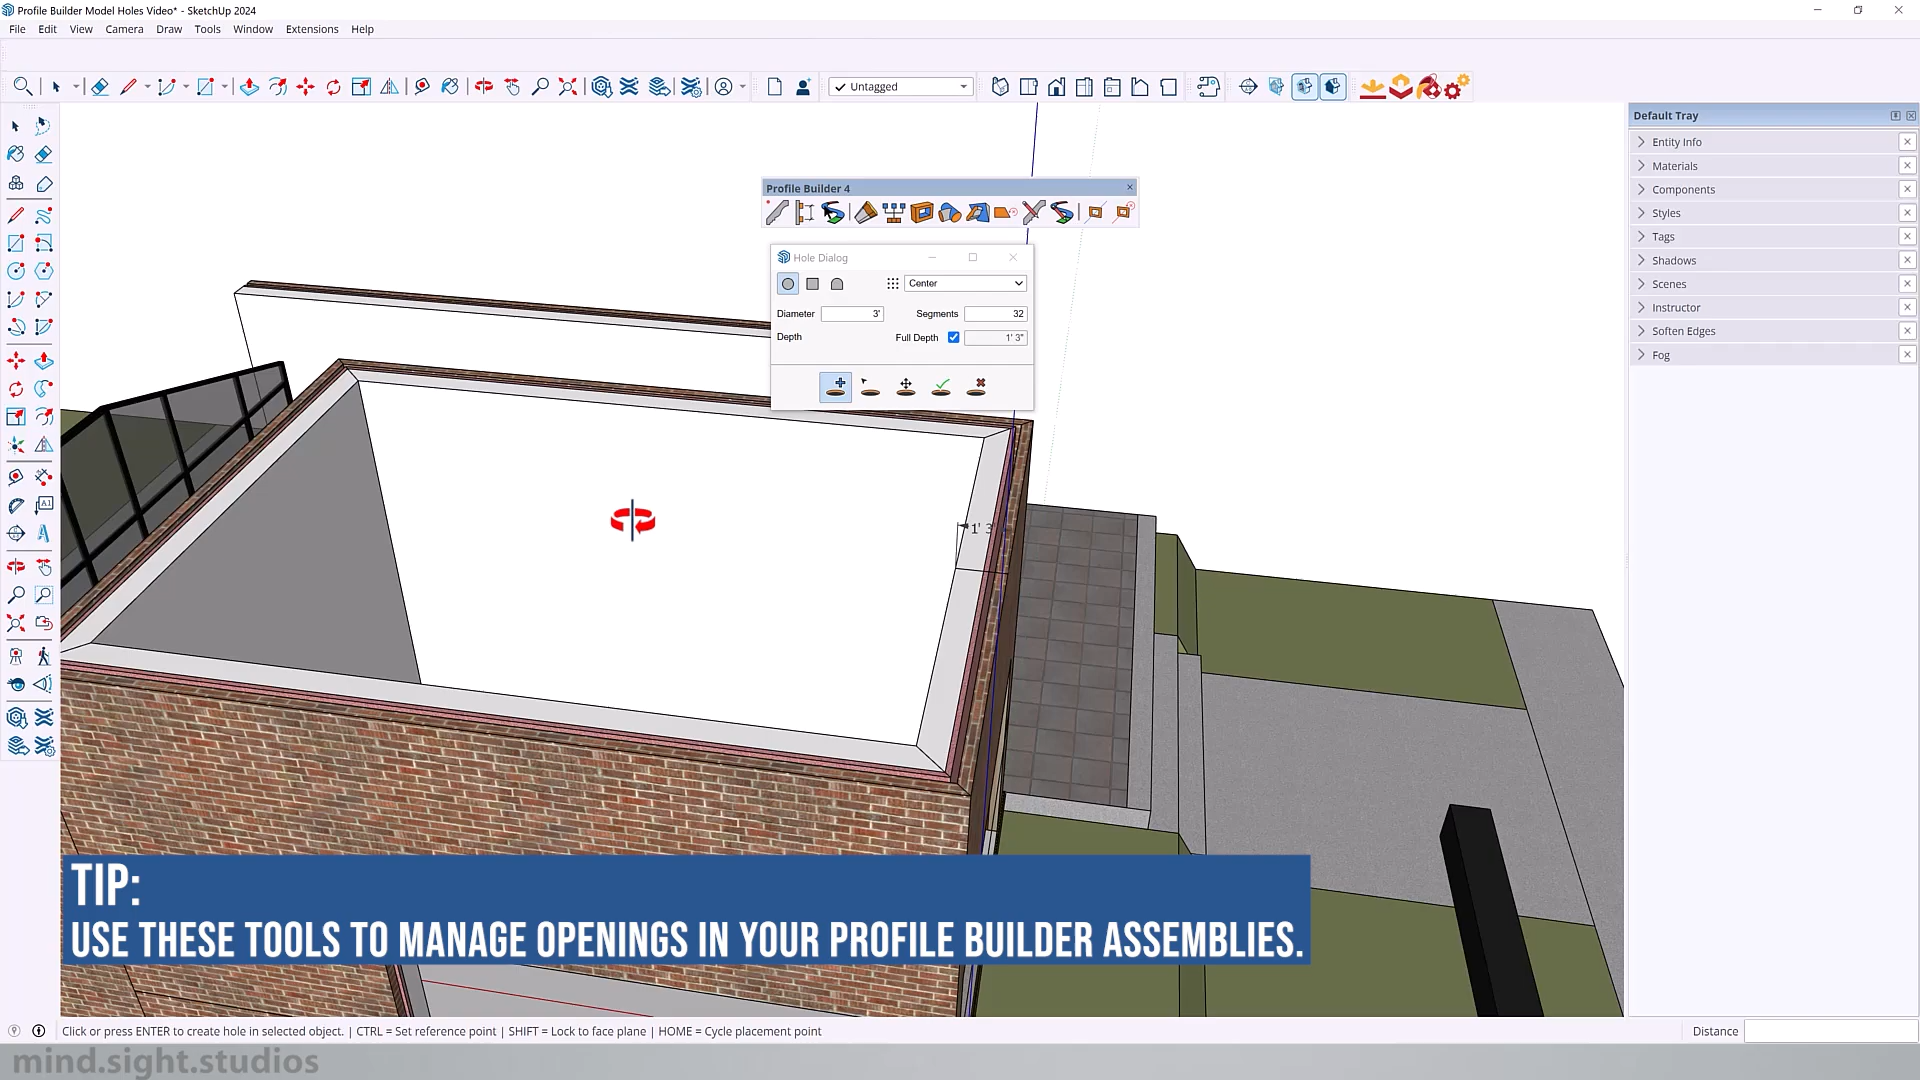 Profile Builder Model Holes Video* - SketchUp 2024
File Edit View Camera Draw Tools Window Extensions Help
Untagged
Default Tray
Entity Info
Materials
Components
Styles
Tags
Shadows
Scenes
Instructor
Soften Edges
Fog
Profile Builder 4
Hole Dialog
Center
Diameter 3' Segments 32
Depth Full Depth 1' 3"
A1
1' 3
TIP:
USE THESE TOOLS TO MANAGE OPENINGS IN YOUR PROFILE BUILDER ASSEMBLIES.
Click or press ENTER to create hole in selected object. | CTRL = Set reference point | SHIFT = Lock to face plane | HOME = Cycle placement point
Distance
mind.sight.studios